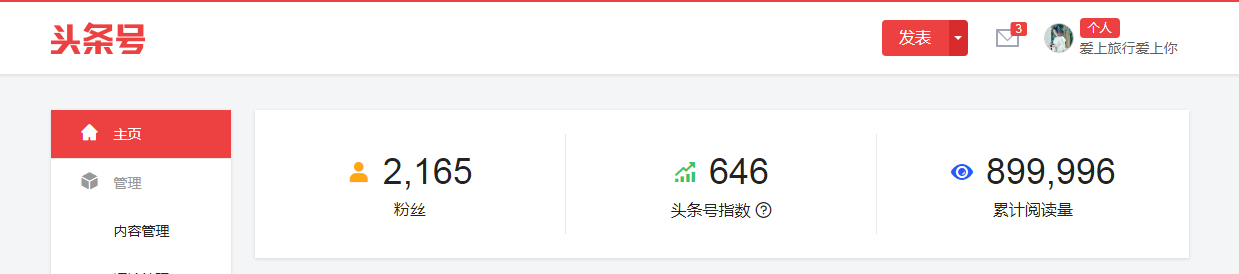 头条号
发表
3
个人
爱上旅行爱上你
主页
管理
内容管理
2,165
粉丝
646
头条号指数
899,996
累计阅读量